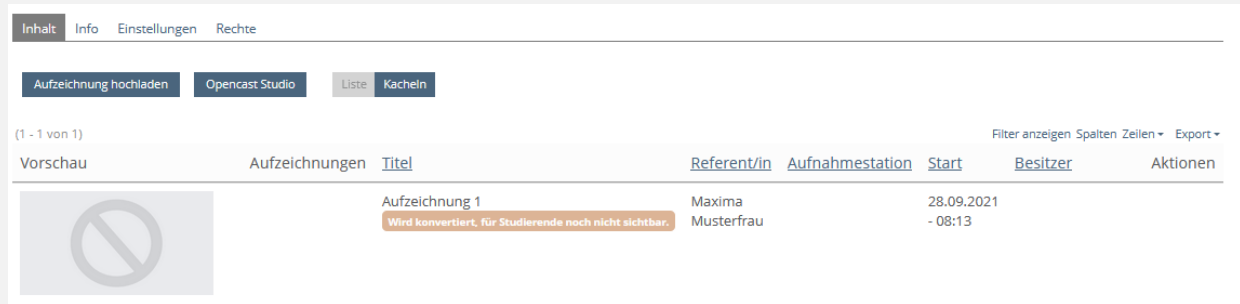 Inhalt Info Einstellungen Rechte
Aufzeichnung hochladen Opencast Studio Liste Kacheln
(1 - 1 von 1) Filter anzeigen Spalten Zeilen Export
Vorschau Aufzeichnungen Titel Referent/in Aufnahmestation Start Besitzer Aktionen
Aufzeichnung 1 Maxima 28.09.2021
Wird konvertiert, für Studierende noch nicht sichtbar. Musterfrau - 08:13